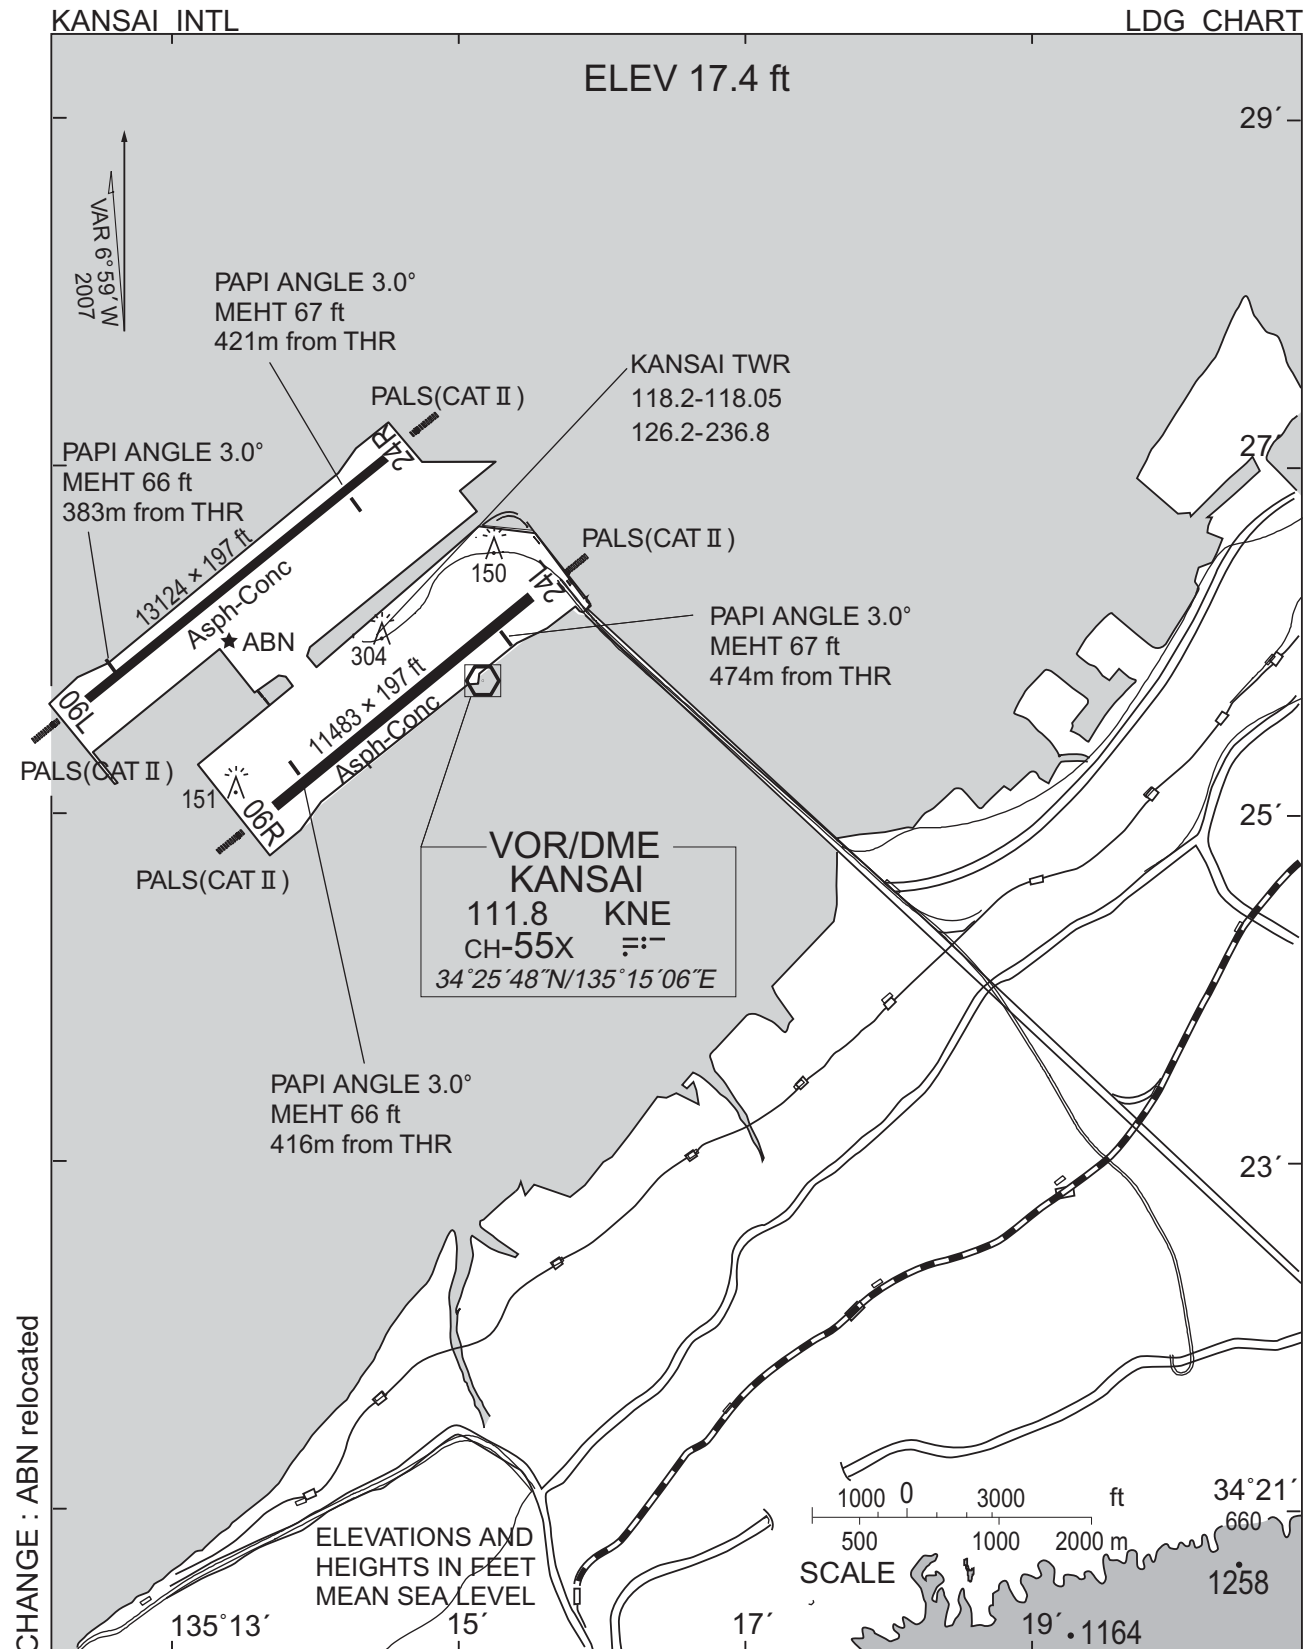 KANSAI INTL
LDG CHART
ELEV 17.4 ft
29´
VAR 6°59´W
2007
PAPI ANGLE 3.0°
MEHT 67 ft
421m from THR
KANSAI TWR
118.2-118.05
126.2-236.8
PALS(CAT Ⅱ)
PAPI ANGLE 3.0°
MEHT 66 ft
383m from THR
24R
27´
13124 × 197 ft
Asph-Conc
ABN
PALS(CAT Ⅱ)
150
24L
304
PAPI ANGLE 3.0°
MEHT 67 ft
474m from THR
06L
11483 × 197 ft
Asph-Conc
PALS(CAT Ⅱ)
151
06R
PALS(CAT Ⅱ)
25´
VOR/DME
KANSAI
111.8 KNE
CH-55X
34°25´48˝N/135°15´06˝E
PAPI ANGLE 3.0°
MEHT 66 ft
416m from THR
23´
CHANGE : ABN relocated
1000 0 3000 ft
500 1000 2000 m
SCALE
34°21´
660
1258
ELEVATIONS AND
HEIGHTS IN FEET
MEAN SEA LEVEL
135°13´
15´
17´
19´
1164